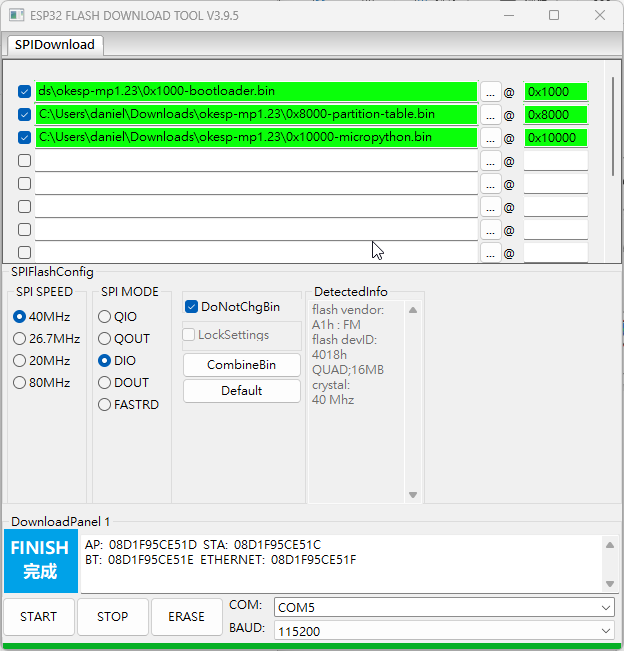 ESP32 FLASH DOWNLOAD TOOL V3.9.5
SPIDownload
ds\okesp-mp1.23\0x1000-bootloader.bin ... @ 0x1000
C:\Users\daniel\Downloads\okesp-mp1.23\0x8000-partition-table.bin ... @ 0x8000
C:\Users\daniel\Downloads\okesp-mp1.23\0x10000-micropython.bin ... @ 0x10000
... @
... @
... @
... @
... @
SPIFlashConfig
SPI SPEED
40MHz
26.7MHz
20MHz
80MHz
SPI MODE
QIO
QOUT
DIO
DOUT
FASTRD
DoNotChgBin
LockSettings
CombineBin
Default
DetectedInfo
flash vendor:
A1h : FM
flash devID:
4018h
QUAD;16MB
crystal:
40 Mhz
DownloadPanel 1
FINISH
完成
AP: 08D1F95CE51D STA: 08D1F95CE51C
BT: 08D1F95CE51E ETHERNET: 08D1F95CE51F
START
STOP
ERASE
COM: COM5
BAUD: 115200